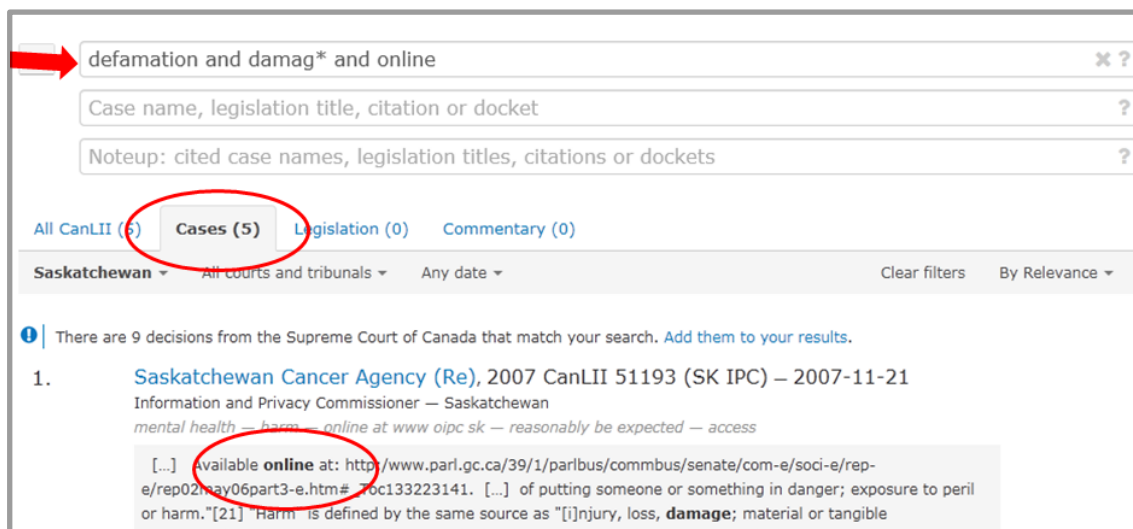 defamation and damag* and online ✖ ?
Case name, legislation title, citation or docket ?
Noteup: cited case names, legislation titles, citations or dockets ?
All CanLII (5) Cases (5) Legislation (0) Commentary (0)
Saskatchewan All courts and tribunals Any date Clear filters By Relevance
There are 9 decisions from the Supreme Court of Canada that match your search. Add them to your results.
1. Saskatchewan Cancer Agency (Re), 2007 CanLII 51193 (SK IPC) – 2007-11-21
Information and Privacy Commissioner — Saskatchewan
mental health — harm — online at www oipc sk — reasonably be expected — access
[...] Available online at: http:/www.parl.gc.ca/39/1/parlbus/commbus/senate/com-e/soci-e/rep-
e/rep02may06part3-e.htm#_Toc133223141. [...] of putting someone or something in danger; exposure to peril
or harm."[21] "Harm" is defined by the same source as "[i]njury, loss, damage; material or tangible